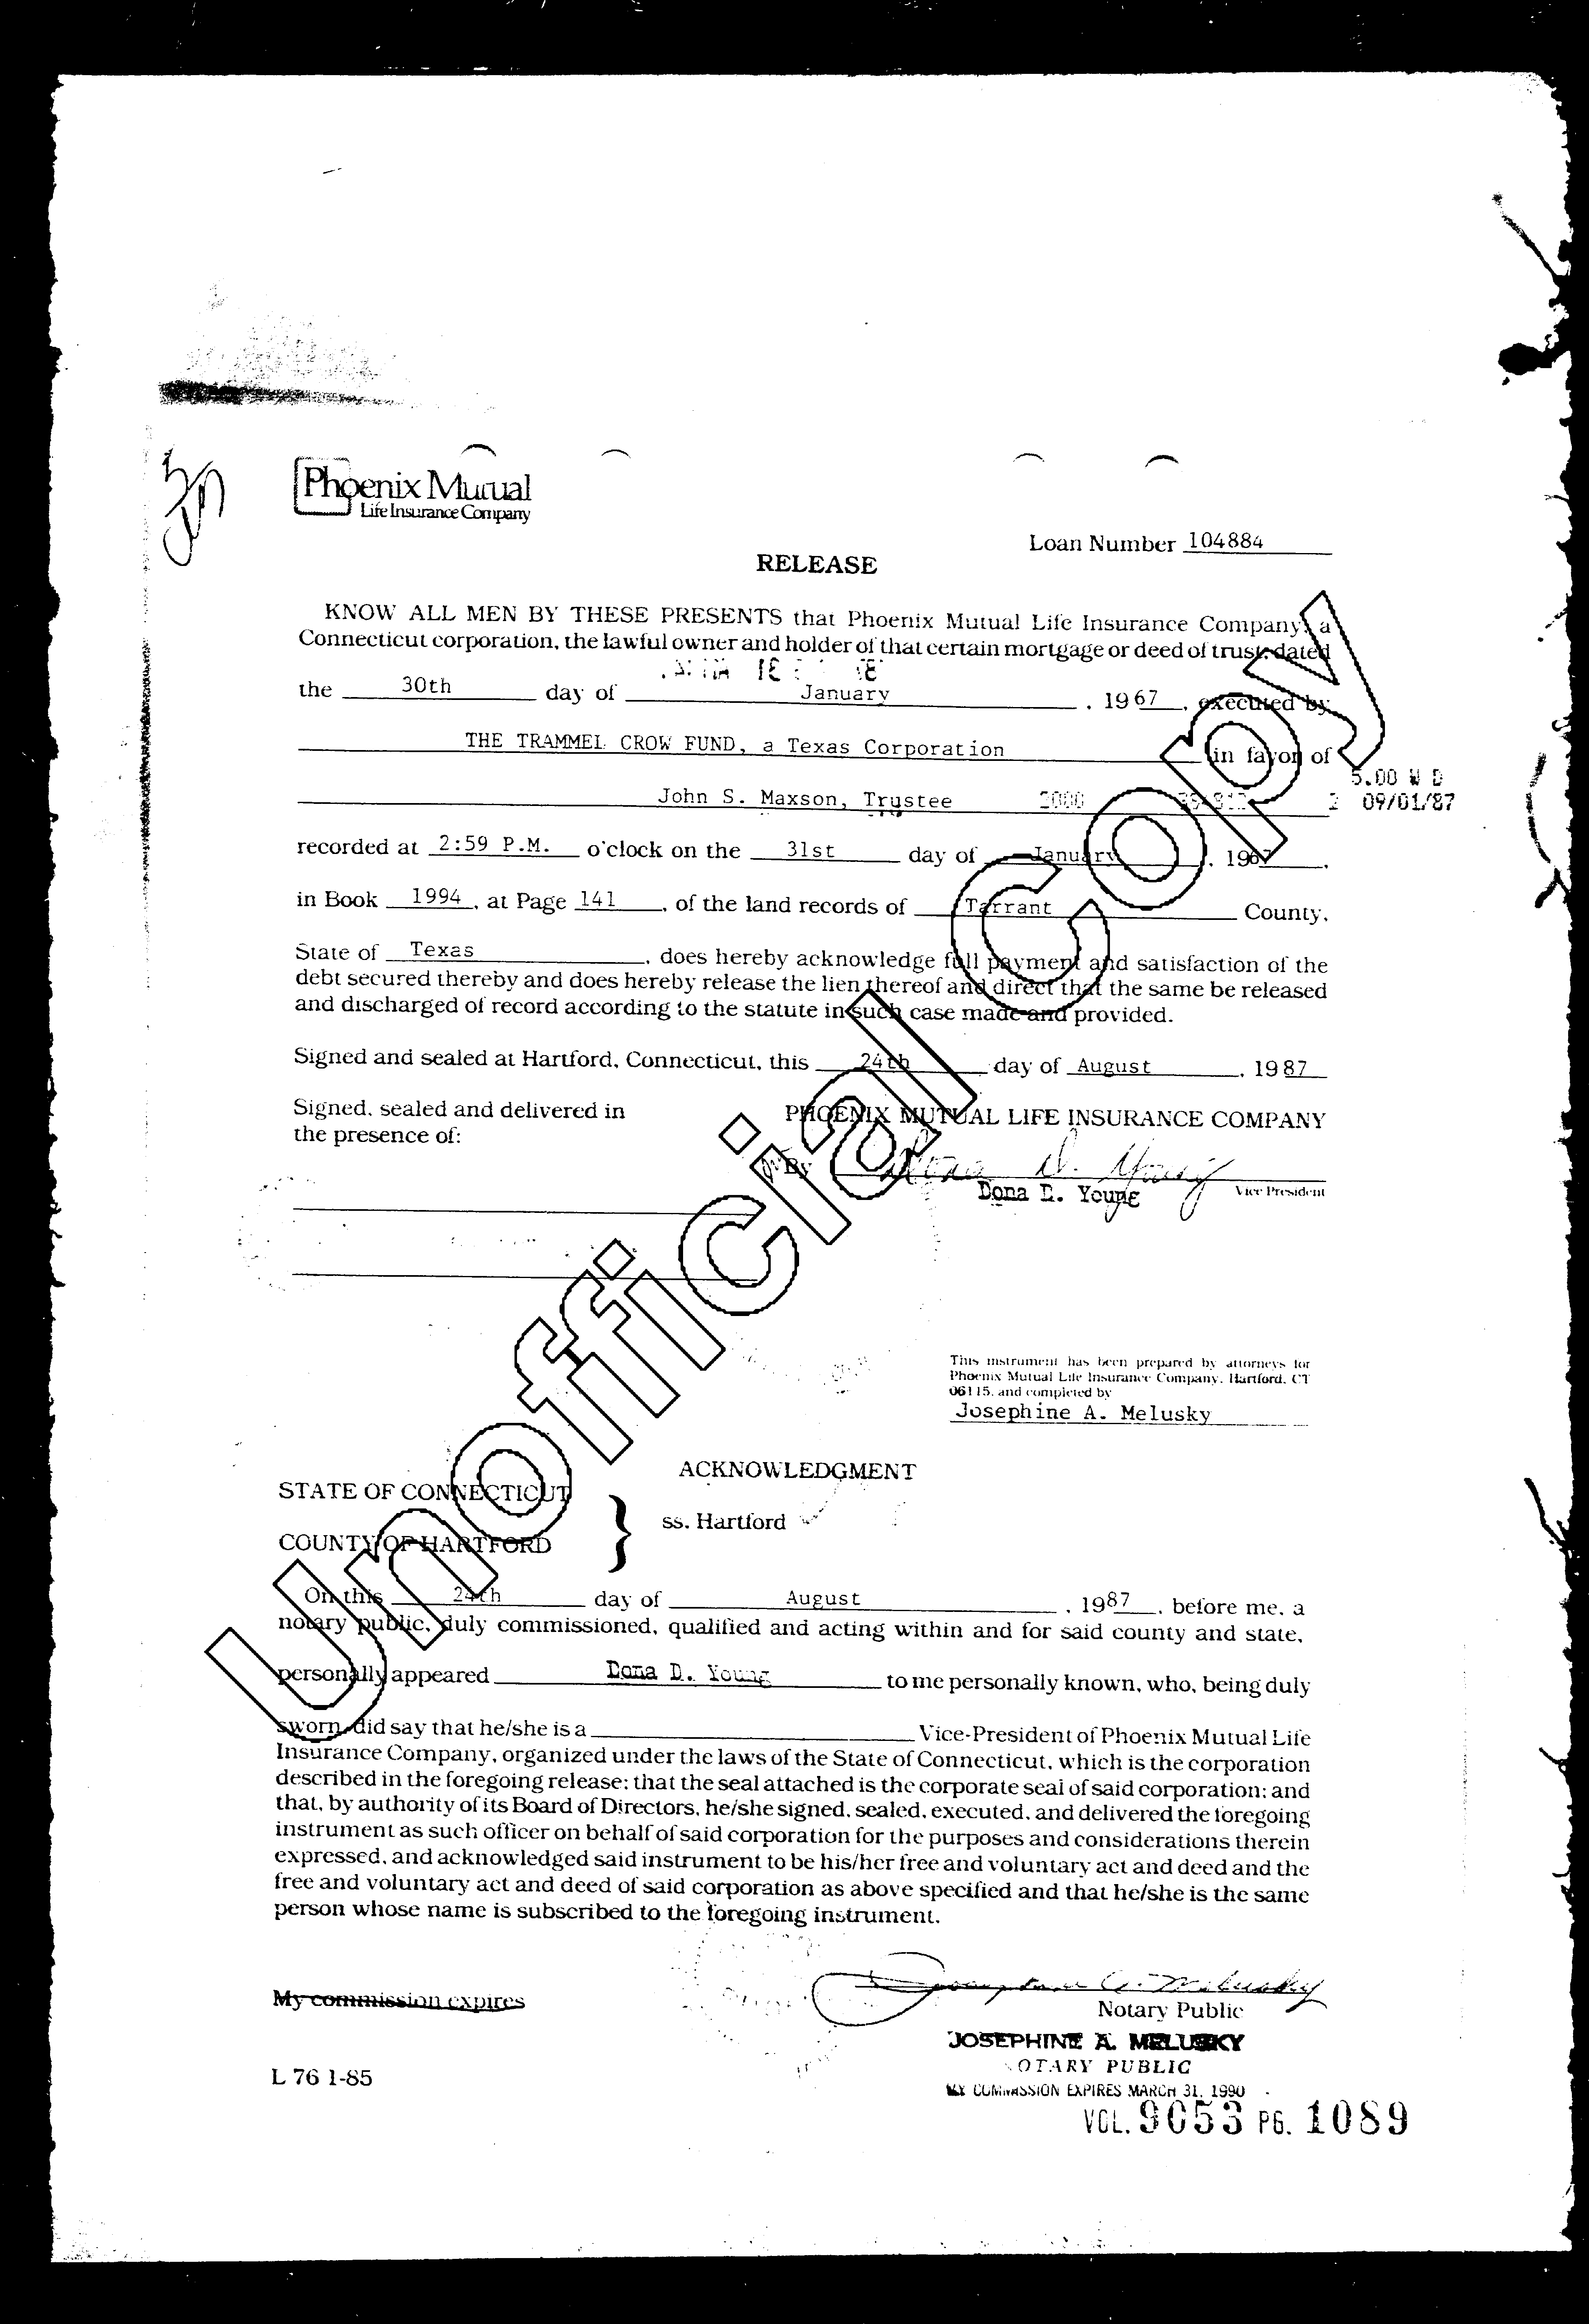 Phoenix Mutual
Life Insurance Company
Loan Number 104884
RELEASE
KNOW ALL MEN BY THESE PRESENTS that Phoenix Mutual Life Insurance Company, a
Connecticut corporation, the lawful owner and holder of that certain mortgage or deed of trust, dated
the 30th day of January , 1967 , executed by
THE TRAMMEL CROW FUND, a Texas Corporation in favor of
5.00 W D
John S. Maxson, Trustee 2 09/01/87
recorded at 2:59 P.M. o'clock on the 31st day of January , 1967 ,
in Book 1994 , at Page 141 , of the land records of Tarrant County,
State of Texas , does hereby acknowledge full payment and satisfaction of the
debt secured thereby and does hereby release the lien thereof and direct that the same be released
and discharged of record according to the statute in such case made and provided.
Signed and sealed at Hartford, Connecticut, this 24th day of August , 1987
Signed, sealed and delivered in PHOENIX MUTUAL LIFE INSURANCE COMPANY
the presence of:
By Dona D. Young
Dona D. Young Vice President
This instrument has been prepared by attorneys for
Phoenix Mutual Life Insurance Company, Hartford, CT
06115, and completed by
Josephine A. Melusky
ACKNOWLEDGMENT
STATE OF CONNECTICUT
} ss. Hartford
COUNTY OF HARTFORD
On this 24th day of August , 1987 , before me, a
notary public, duly commissioned, qualified and acting within and for said county and state,
personally appeared Dona D. Young to me personally known, who, being duly
sworn, did say that he/she is a Vice-President of Phoenix Mutual Life
Insurance Company, organized under the laws of the State of Connecticut, which is the corporation
described in the foregoing release; that the seal attached is the corporate seal of said corporation; and
that, by authority of its Board of Directors, he/she signed, sealed, executed, and delivered the foregoing
instrument as such officer on behalf of said corporation for the purposes and considerations therein
expressed, and acknowledged said instrument to be his/her free and voluntary act and deed and the
free and voluntary act and deed of said corporation as above specified and that he/she is the same
person whose name is subscribed to the foregoing instrument.
My commission expires Josephine A. Melusky
Notary Public
JOSEPHINE A. MELUSKY
NOTARY PUBLIC
L 76 1-85
MY COMMISSION EXPIRES MARCH 31, 1990
VOL. 9053 PG. 1089
Unofficial Copy